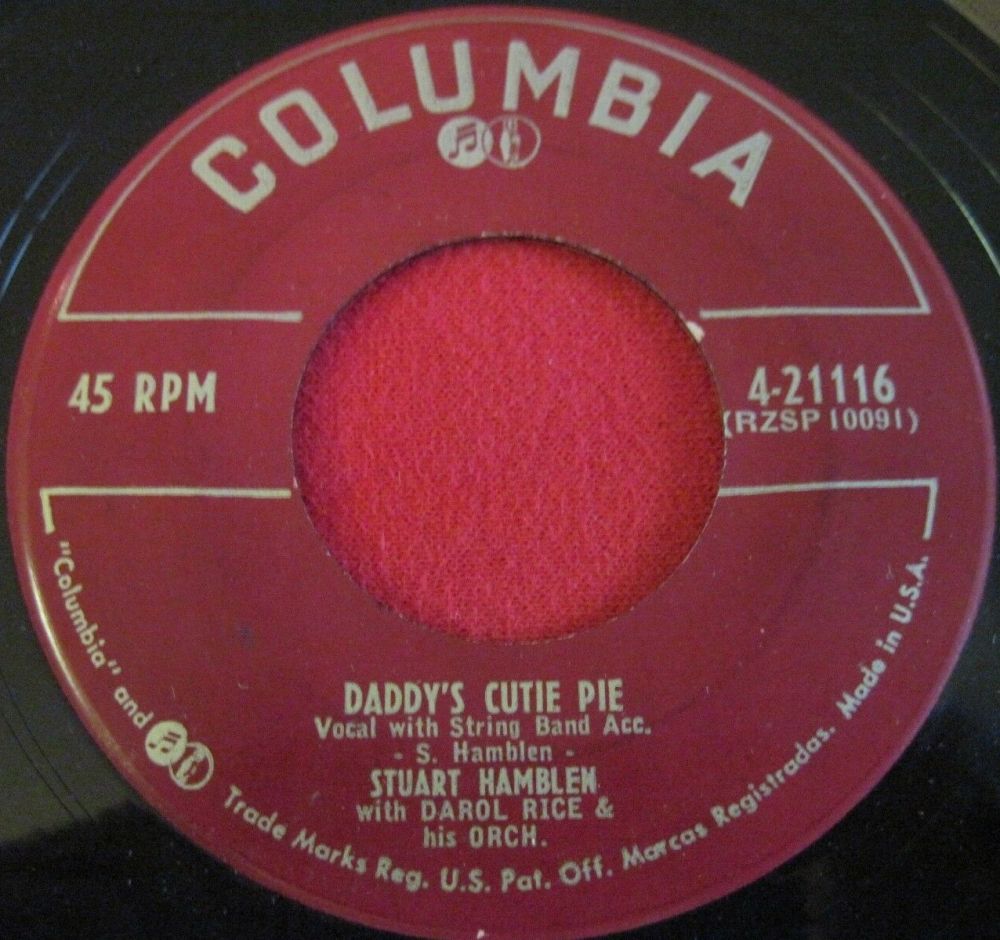 COLUMBIA
45 RPM
4-21116
(RZSP 10091)
DADDY'S CUTIE PIE
Vocal with String Band Acc.
- S. Hamblen -
STUART HAMBLEN
with DAROL RICE &
his ORCH.
"Columbia" and Trade Marks Reg. U.S. Pat. Off. Marcas Registradas. Made in U.S.A.